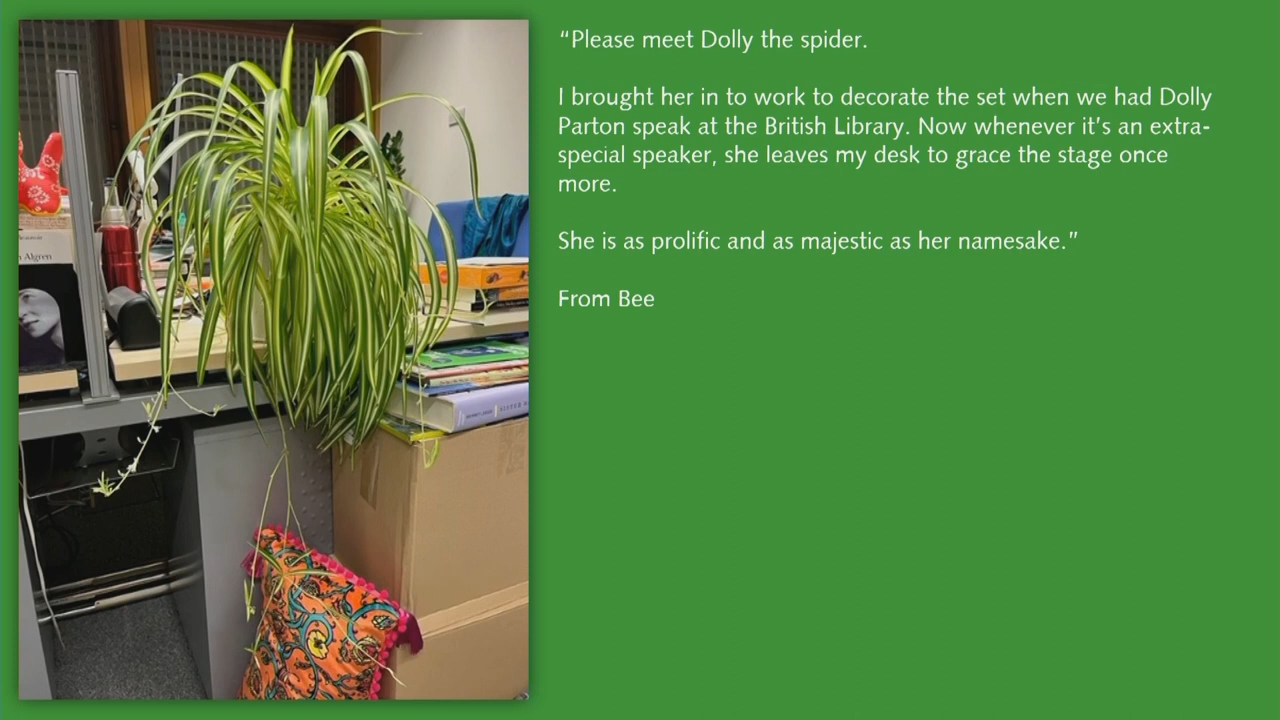 “Please meet Dolly the spider.
I brought her in to work to decorate the set when we had Dolly
Parton speak at the British Library. Now whenever it’s an extra-
special speaker, she leaves my desk to grace the stage once
more.
She is as prolific and as majestic as her namesake.”
From Bee
Algren